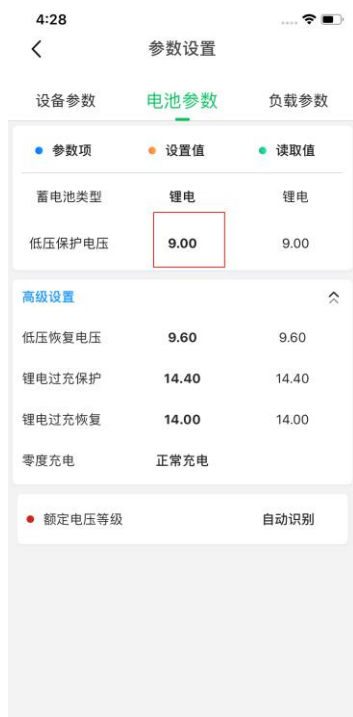 4:28
参数设置
设备参数 电池参数 负载参数
参数项 设置值 读取值
蓄电池类型 锂电 锂电
低压保护电压 9.00 9.00
高级设置
低压恢复电压 9.60 9.60
锂电过充保护 14.40 14.40
锂电过充恢复 14.00 14.00
零度充电 正常充电
额定电压等级 自动识别